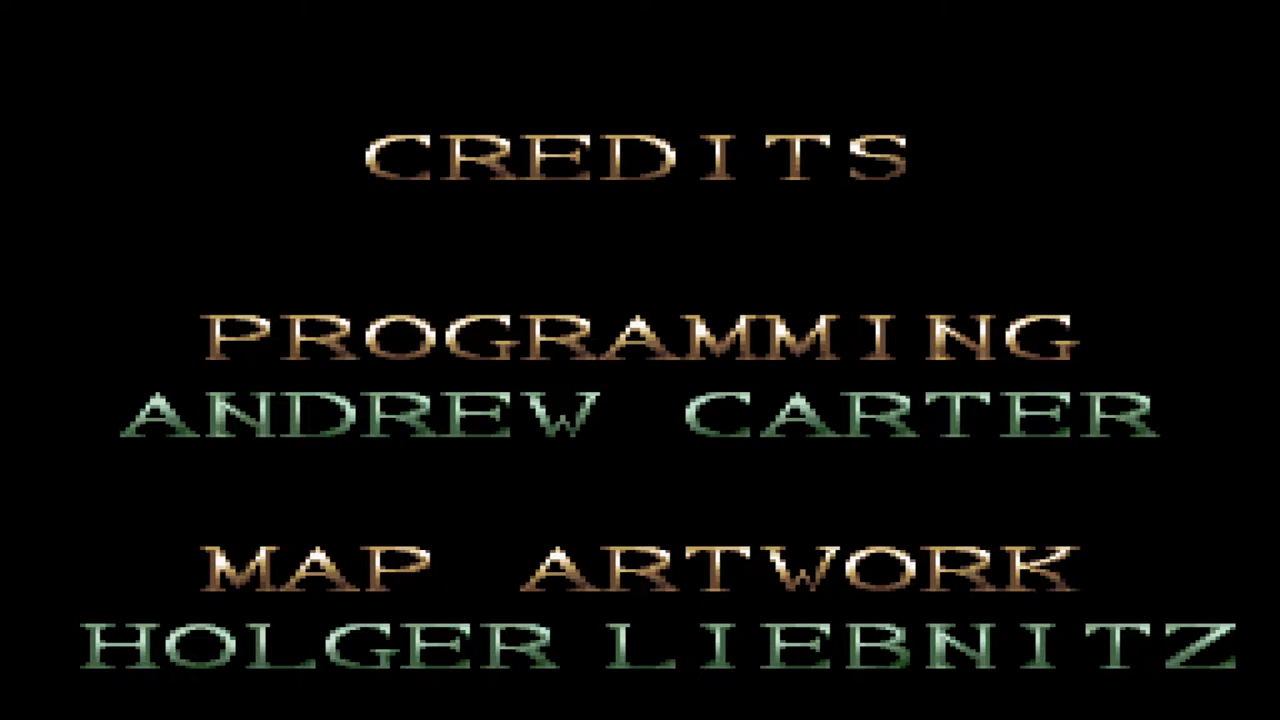 CREDITS
PROGRAMMING
ANDREW CARTER
MAP ARTWORK
HOLGER LIEBNITZ